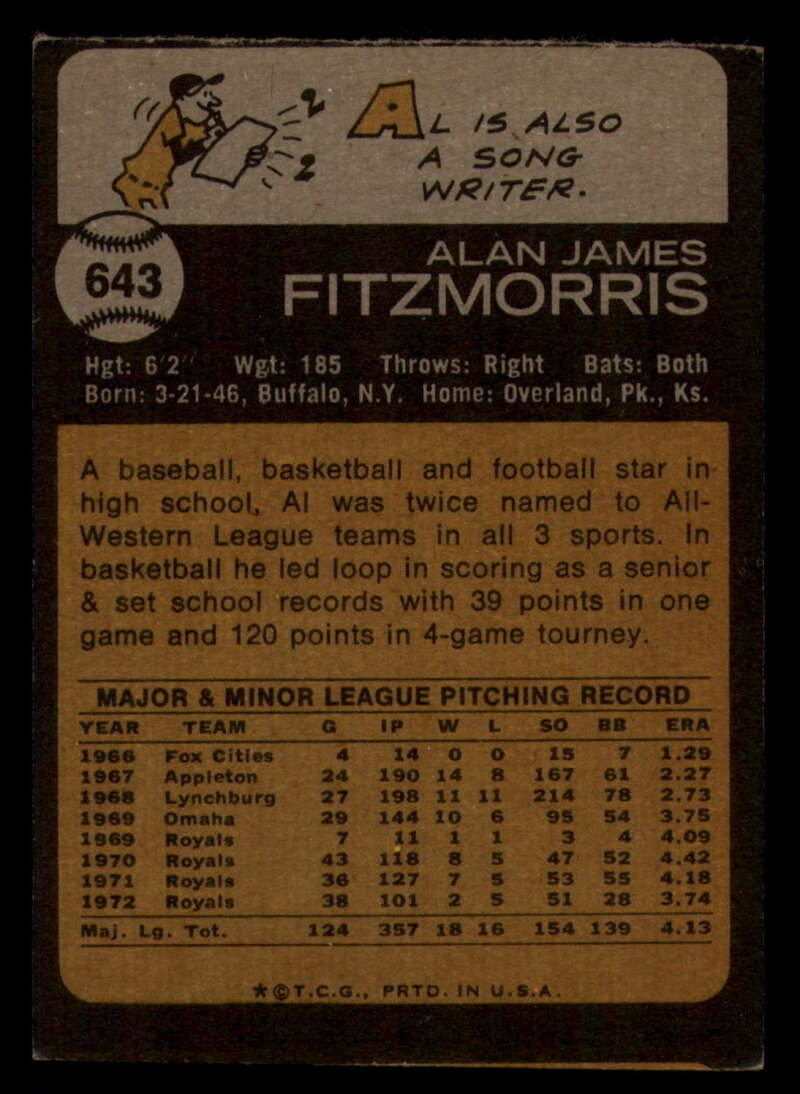 AL IS ALSO
A SONG
WRITER.
643
ALAN JAMES
FITZMORRIS
Hgt: 6'2" Wgt: 185 Throws: Right Bats: Both
Born: 3-21-46, Buffalo, N.Y. Home: Overland, Pk., Ks.
A baseball, basketball and football star in
high school, Al was twice named to All-
Western League teams in all 3 sports. In
basketball he led loop in scoring as a senior
& set school records with 39 points in one
game and 120 points in 4-game tourney.
MAJOR & MINOR LEAGUE PITCHING RECORD
YEAR TEAM G IP W L SO BB ERA
1966 Fox Cities 4 14 0 0 15 7 1.29
1967 Appleton 24 190 14 8 167 61 2.27
1968 Lynchburg 27 198 11 11 214 78 2.73
1969 Omaha 29 144 10 6 95 54 3.75
1969 Royals 7 11 1 1 3 4 4.09
1970 Royals 43 118 8 5 47 52 4.42
1971 Royals 36 127 7 5 53 55 4.18
1972 Royals 38 101 2 5 51 28 3.74
Maj. Lg. Tot. 124 357 18 16 154 139 4.13
★©T.C.G., PRTD. IN U.S.A.